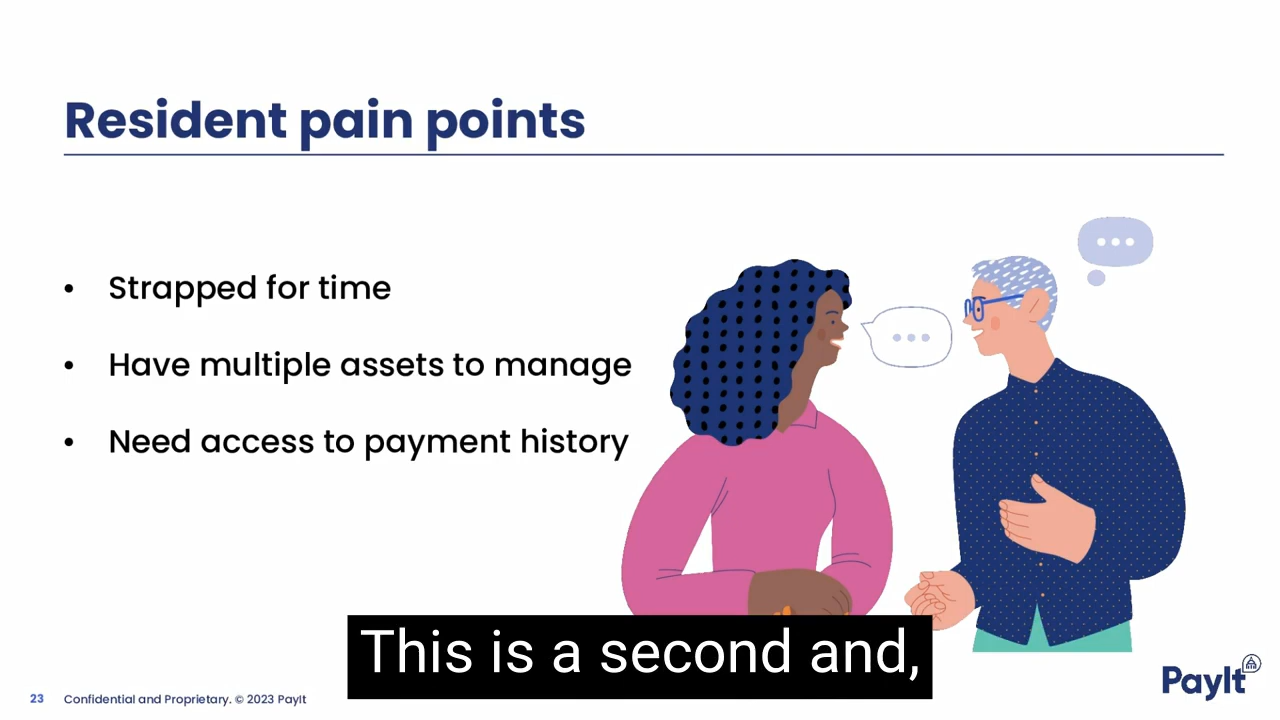 Resident pain points
• Strapped for time
• Have multiple assets to manage
• Need access to payment history
This is a second and,
23 Confidential and Proprietary. © 2023 PayIt
PayIt